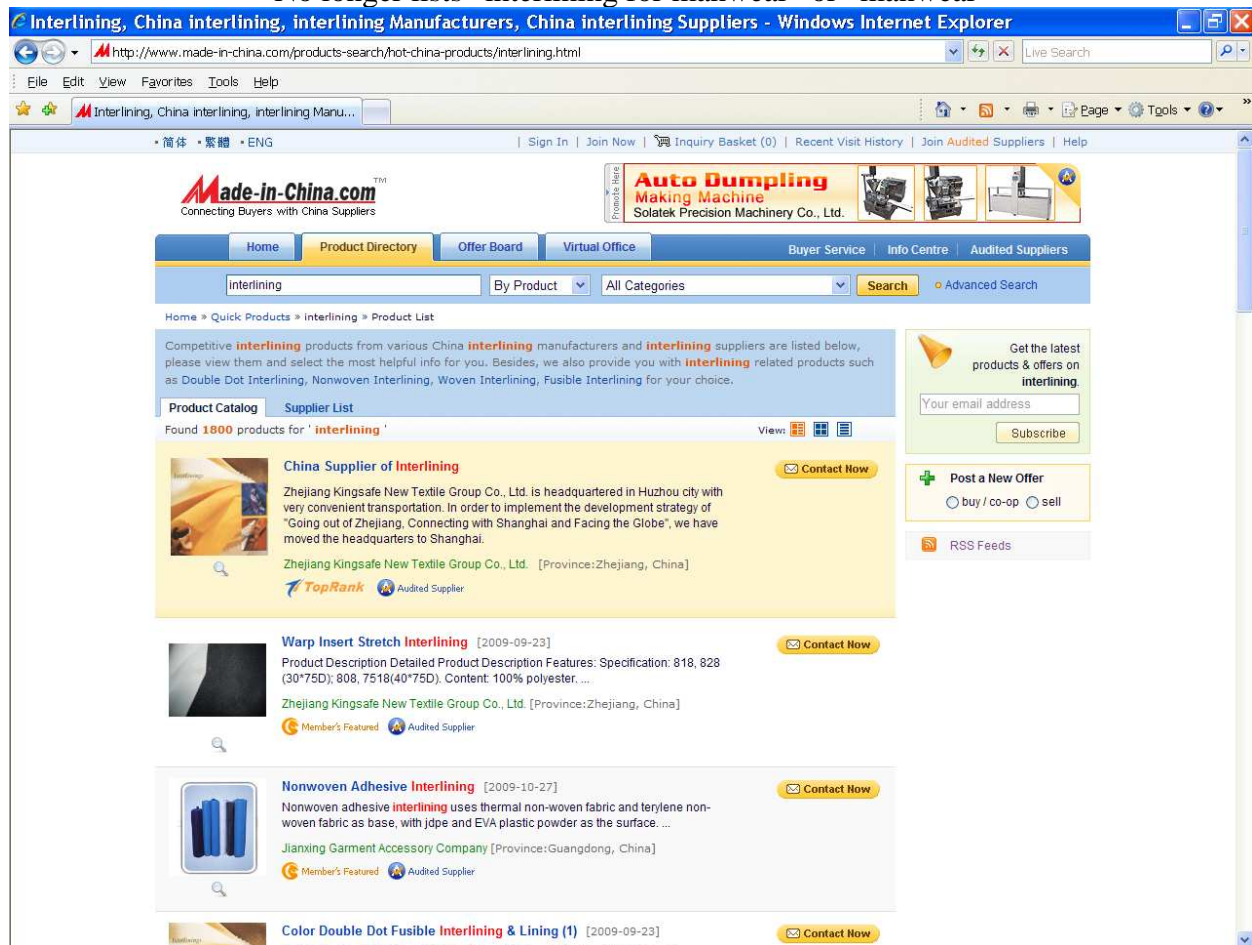 No longer lists "interlining for manwear" or "manwear"
Interlining, China interlining, interlining Manufacturers, China interlining Suppliers - Windows Internet Explorer
http://www.made-in-china.com/products-search/hot-china-products/interlining.html
Live Search
File Edit View Favorites Tools Help
Interlining, China interlining, interlining Manu...
Page Tools
简体 繁體 ENG
| Sign In | Join Now | Inquiry Basket (0) | Recent Visit History | Join Audited Suppliers | Help
Made-in-China.com™
Connecting Buyers with China Suppliers
Promote Here
Auto Dumpling
Making Machine
Solatek Precision Machinery Co., Ltd.
Home Product Directory Offer Board Virtual Office Buyer Service | Info Centre | Audited Suppliers
interlining By Product All Categories Search Advanced Search
Home » Quick Products » interlining » Product List
Competitive interlining products from various China interlining manufacturers and interlining suppliers are listed below,
please view them and select the most helpful info for you. Besides, we also provide you with interlining related products such
as Double Dot Interlining, Nonwoven Interlining, Woven Interlining, Fusible Interlining for your choice.
Get the latest
products & offers on
interlining.
Your email address
Subscribe
Product Catalog Supplier List
Found 1800 products for ' interlining ' View:
China Supplier of Interlining
Contact Now
Zhejiang Kingsafe New Textile Group Co., Ltd. is headquartered in Huzhou city with
very convenient transportation. In order to implement the development strategy of
"Going out of Zhejiang, Connecting with Shanghai and Facing the Globe", we have
moved the headquarters to Shanghai.
Zhejiang Kingsafe New Textile Group Co., Ltd. [Province:Zhejiang, China]
TopRank Audited Supplier
Post a New Offer
buy / co-op sell
RSS Feeds
Warp Insert Stretch Interlining [2009-09-23]
Contact Now
Product Description Detailed Product Description Features: Specification: 818, 828
(30*75D); 808, 7518(40*75D). Content: 100% polyester. ...
Zhejiang Kingsafe New Textile Group Co., Ltd. [Province:Zhejiang, China]
Member's Featured Audited Supplier
Nonwoven Adhesive Interlining [2009-10-27]
Contact Now
Nonwoven adhesive interlining uses thermal non-woven fabric and terylene non-
woven fabric as base, with jdpe and EVA plastic powder as the surface. ...
Jianxing Garment Accessory Company [Province:Guangdong, China]
Member's Featured Audited Supplier
Color Double Dot Fusible Interlining & Lining (1) [2009-09-23]
Contact Now